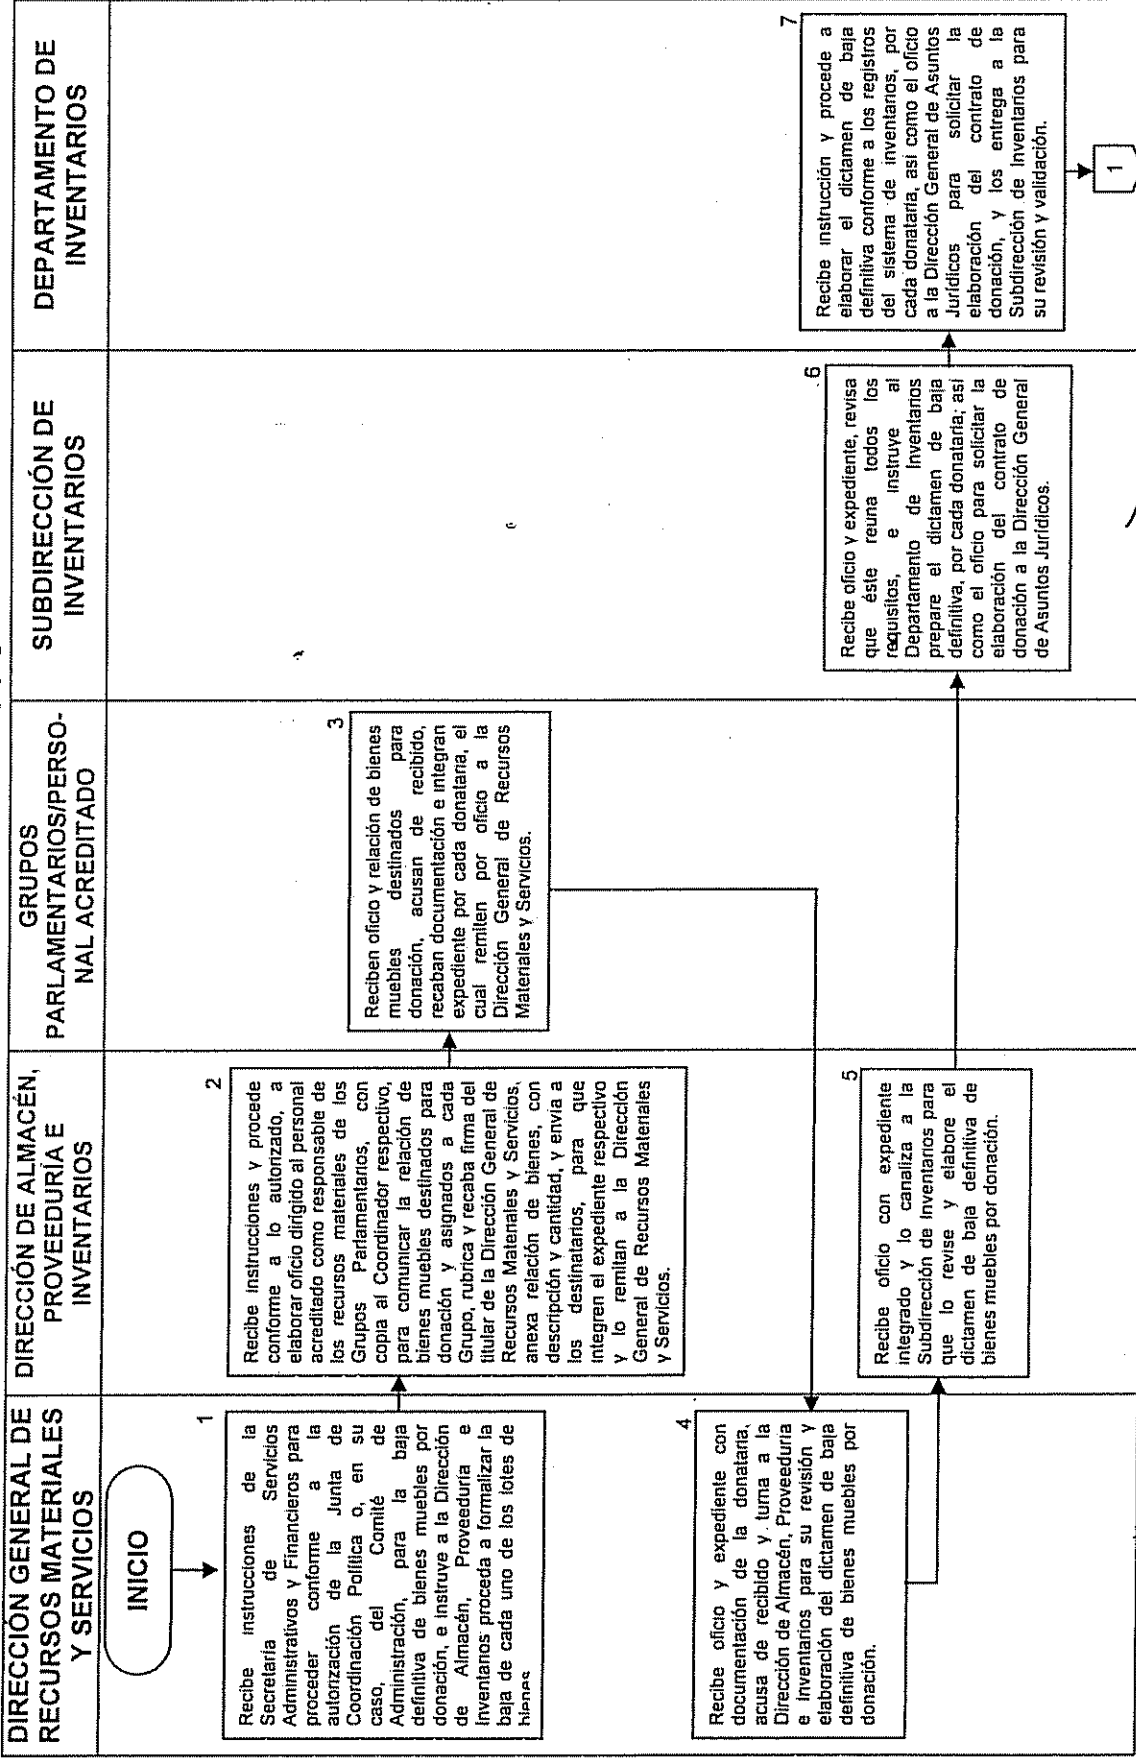 DIRECCIÓN GENERAL DE
RECURSOS MATERIALES
Y SERVICIOS
DIRECCIÓN DE ALMACÉN,
PROVEEDURÍA E
INVENTARIOS
GRUPOS
PARLAMENTARIOS/PERSO-
NAL ACREDITADO
SUBDIRECCIÓN DE
INVENTARIOS
DEPARTAMENTO DE
INVENTARIOS
INICIO
1
Recibe instrucciones de la
Secretaría de Servicios
Administrativos y Financieros para
proceder conforme a la
autorización de la Junta de
Coordinación Política o, en su
caso, del Comité de
Administración, para la baja
definitiva de bienes muebles por
donación, e instruye a la Dirección
de Almacén, Proveeduría e
Inventarios proceda a formalizar la
baja de cada uno de los lotes de
bienes
2
Recibe instrucciones y procede
conforme a lo autorizado, a
elaborar oficio dirigido al personal
acreditado como responsable de
los recursos materiales de los
Grupos Parlamentarios, con
copia al Coordinador respectivo,
para comunicar la relación de
bienes muebles destinados para
donación y asignados a cada
Grupo, rubrica y recaba firma del
titular de la Dirección General de
Recursos Materiales y Servicios,
anexa relación de bienes, con
descripción y cantidad, y envía a
los destinatarios, para que
integren el expediente respectivo
y lo remitan a la Dirección
General de Recursos Materiales
y Servicios.
3
Reciben oficio y relación de bienes
muebles destinados para
donación, acusan de recibido,
recaban documentación e integran
expediente por cada donataria, el
cual remiten por oficio a la
Dirección General de Recursos
Materiales y Servicios.
4
Recibe oficio y expediente con
documentación de la donataria,
acusa de recibido y turna a la
Dirección de Almacén, Proveeduría
e Inventarios para su revisión y
elaboración del dictamen de baja
definitiva de bienes muebles por
donación.
5
Recibe oficio con expediente
integrado y lo canaliza a la
Subdirección de Inventarios para
que lo revise y elabore el
dictamen de baja definitiva de
bienes muebles por donación.
6
Recibe oficio y expediente, revisa
que éste reúna todos los
requisitos, e instruye al
Departamento de Inventarios
prepare el dictamen de baja
definitiva, por cada donataria; así
como el oficio para solicitar la
elaboración del contrato de
donación a la Dirección General
de Asuntos Jurídicos.
7
Recibe instrucción y procede a
elaborar el dictamen de baja
definitiva conforme a los registros
del sistema de inventarios, por
cada donataria, así como el oficio
a la Dirección General de Asuntos
Jurídicos para solicitar la
elaboración del contrato de
donación, y los entrega a la
Subdirección de Inventarios para
su revisión y validación.
1